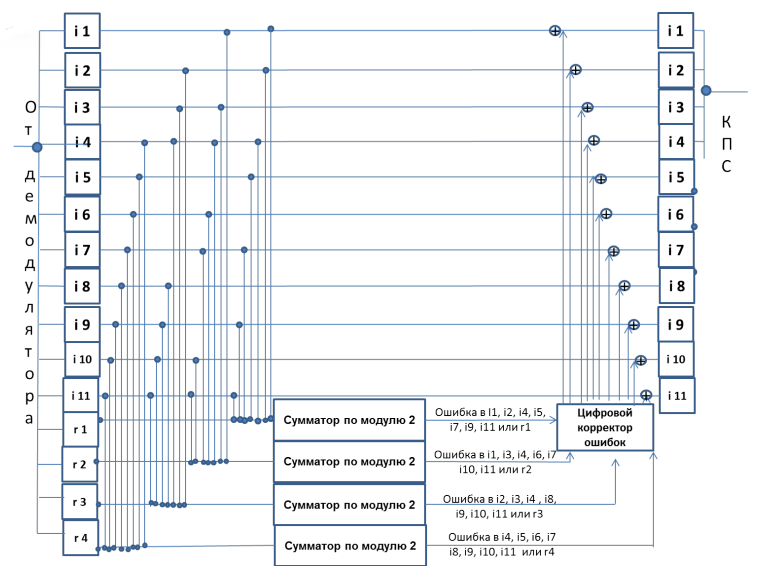 От демодулятора
i 1
i 2
i 3
i 4
i 5
i 6
i 7
i 8
i 9
i 10
i 11
r 1
r 2
r 3
r 4
Сумматор по модулю 2
Сумматор по модулю 2
Сумматор по модулю 2
Сумматор по модулю 2
Ошибка в I1, i2, i4, i5,
i7, i9, i11 или r1
Ошибка в i1, i3, i4, i6, i7
i10, i11 или r2
Ошибка в i2, i3, i4 , i8,
i9, i10, i11 или r3
Ошибка в i4, i5, i6, i7
i8, i9, i10, i11 или r4
Цифровой
корректор
ошибок
i 1
i 2
i 3
i 4
i 5
i 6
i 7
i 8
i 9
i 10
i 11
КПС